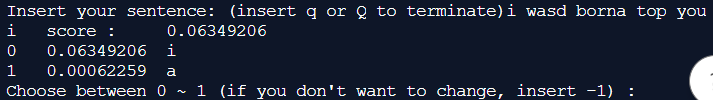 Insert your sentence: (insert q or Q to terminate)i wasd borna top you
i score : 0.06349206
0 0.06349206 i
1 0.00062259 a
Choose between 0 ~ 1 (if you don't want to change, insert -1) :